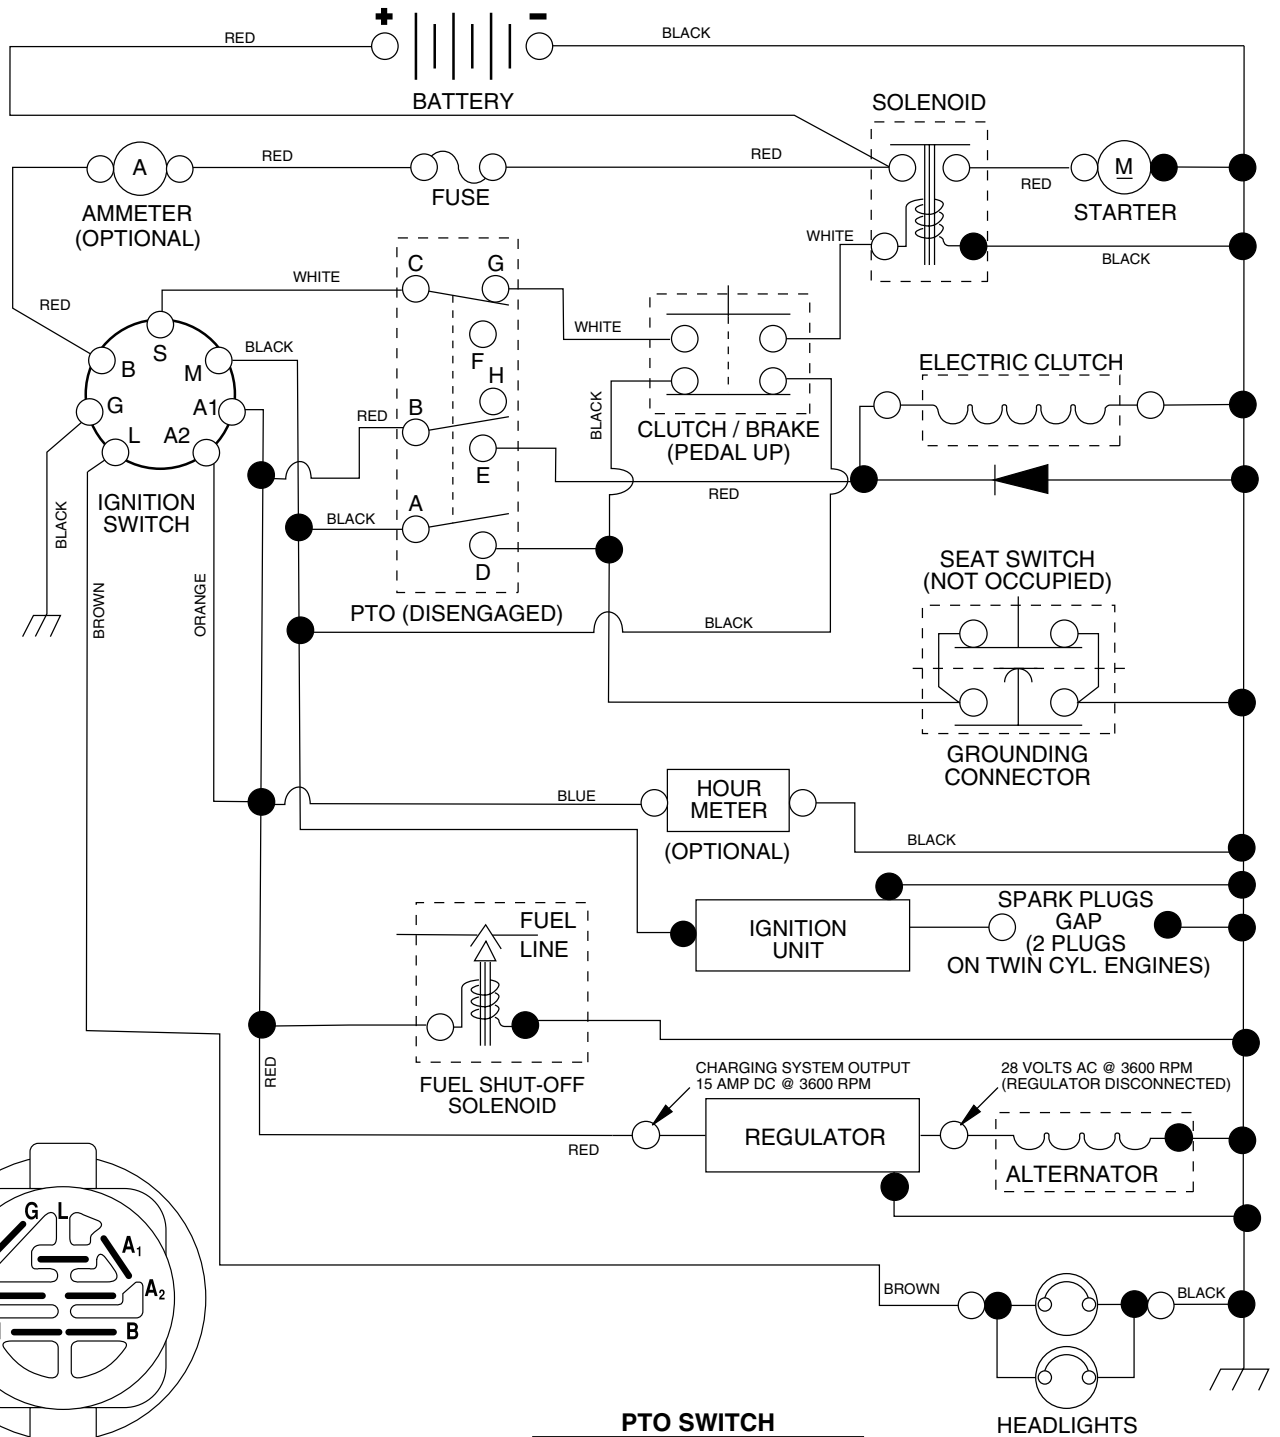 + −
RED
BLACK
BATTERY
SOLENOID
A
RED
RED
RED
M
FUSE
AMMETER
(OPTIONAL)
STARTER
WHITE
BLACK
C G
WHITE
RED
WHITE
S
F
BLACK
B
M
ELECTRIC CLUTCH
H
G
A1
RED
B
BLACK
L A2
CLUTCH / BRAKE
(PEDAL UP)
E
RED
IGNITION
SWITCH
A
BLACK
BLACK
SEAT SWITCH
(NOT OCCUPIED)
D
BROWN
ORANGE
PTO (DISENGAGED)
BLACK
GROUNDING
CONNECTOR
BLUE
HOUR
METER
(OPTIONAL)
BLACK
SPARK PLUGS
GAP
(2 PLUGS
ON TWIN CYL. ENGINES)
FUEL
LINE
IGNITION
UNIT
RED
FUEL SHUT-OFF
SOLENOID
CHARGING SYSTEM OUTPUT
15 AMP DC @ 3600 RPM
28 VOLTS AC @ 3600 RPM
(REGULATOR DISCONNECTED)
REGULATOR
RED
ALTERNATOR
G L
A1
A2
B
BROWN
BLACK
HEADLIGHTS
PTO SWITCH